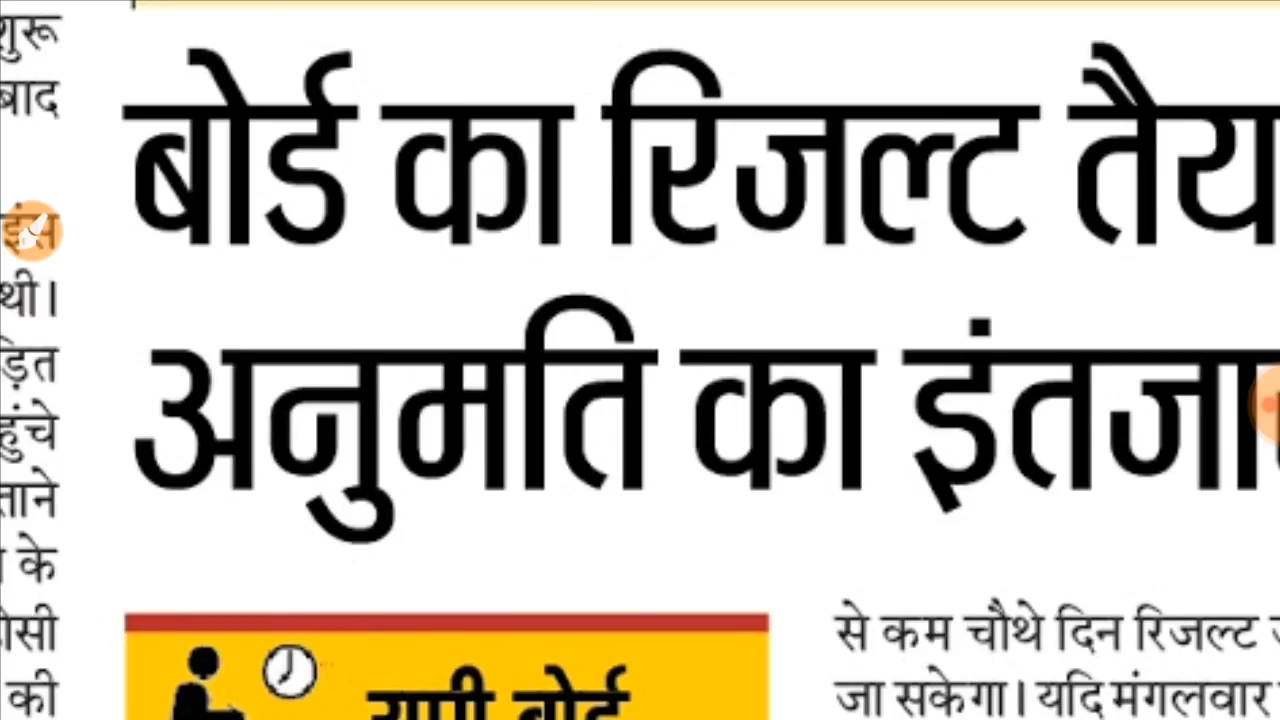 शुरू
बाद
इंस
थी।
ड़ित
हुंचे
ताने
के
ोसी
की
बोर्ड का रिजल्ट तैय
अनुमति का इंतजा
यूपी बोर्ड
से कम चौथे दिन रिजल्ट
जा सकेगा। यदि मंगलवार